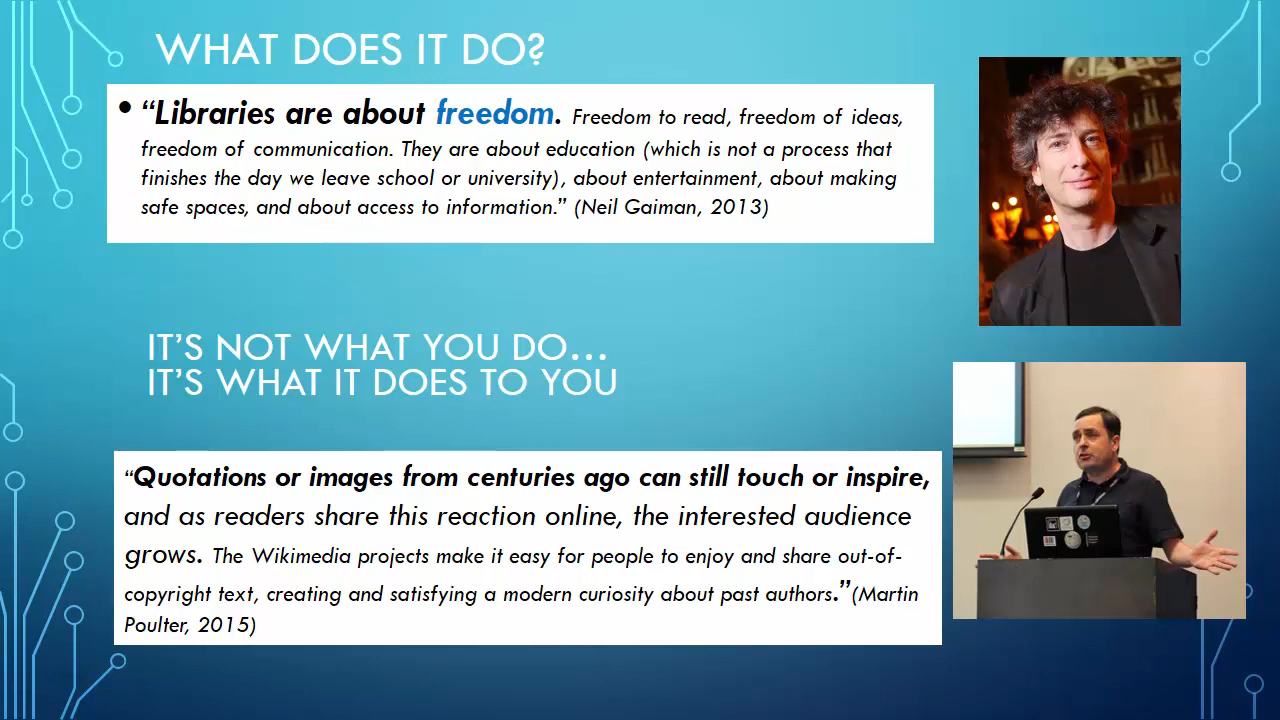 WHAT DOES IT DO?
• “Libraries are about freedom. Freedom to read, freedom of ideas,
freedom of communication. They are about education (which is not a process that
finishes the day we leave school or university), about entertainment, about making
safe spaces, and about access to information.” (Neil Gaiman, 2013)
IT’S NOT WHAT YOU DO…
IT’S WHAT IT DOES TO YOU
“Quotations or images from centuries ago can still touch or inspire,
and as readers share this reaction online, the interested audience
grows. The Wikimedia projects make it easy for people to enjoy and share out-of-
copyright text, creating and satisfying a modern curiosity about past authors.”(Martin
Poulter, 2015)